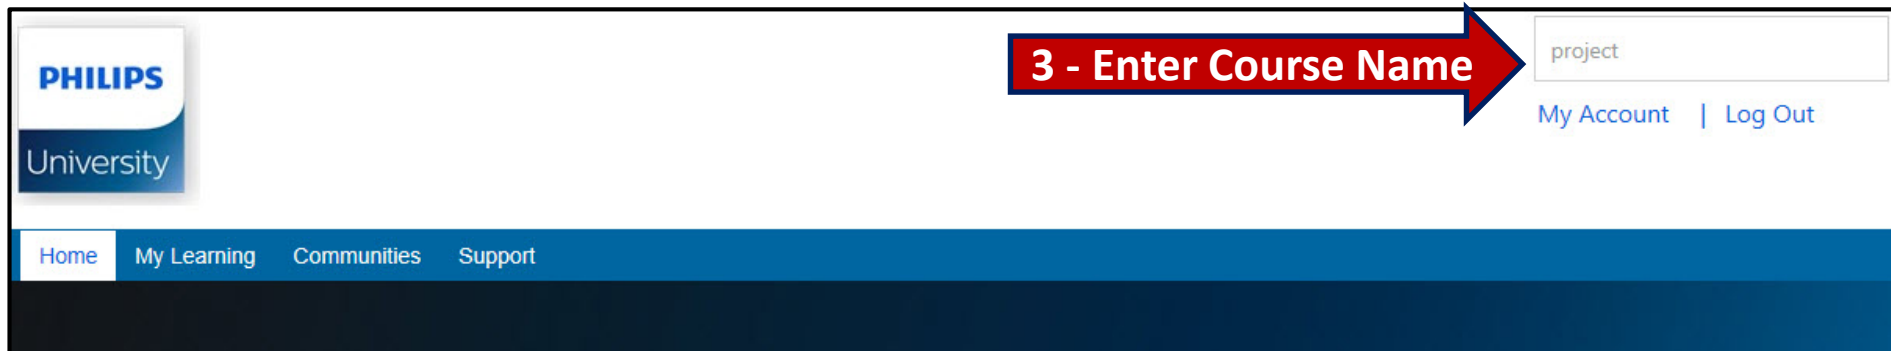 PHILIPS
University
3 - Enter Course Name
project
My Account | Log Out
Home My Learning Communities Support